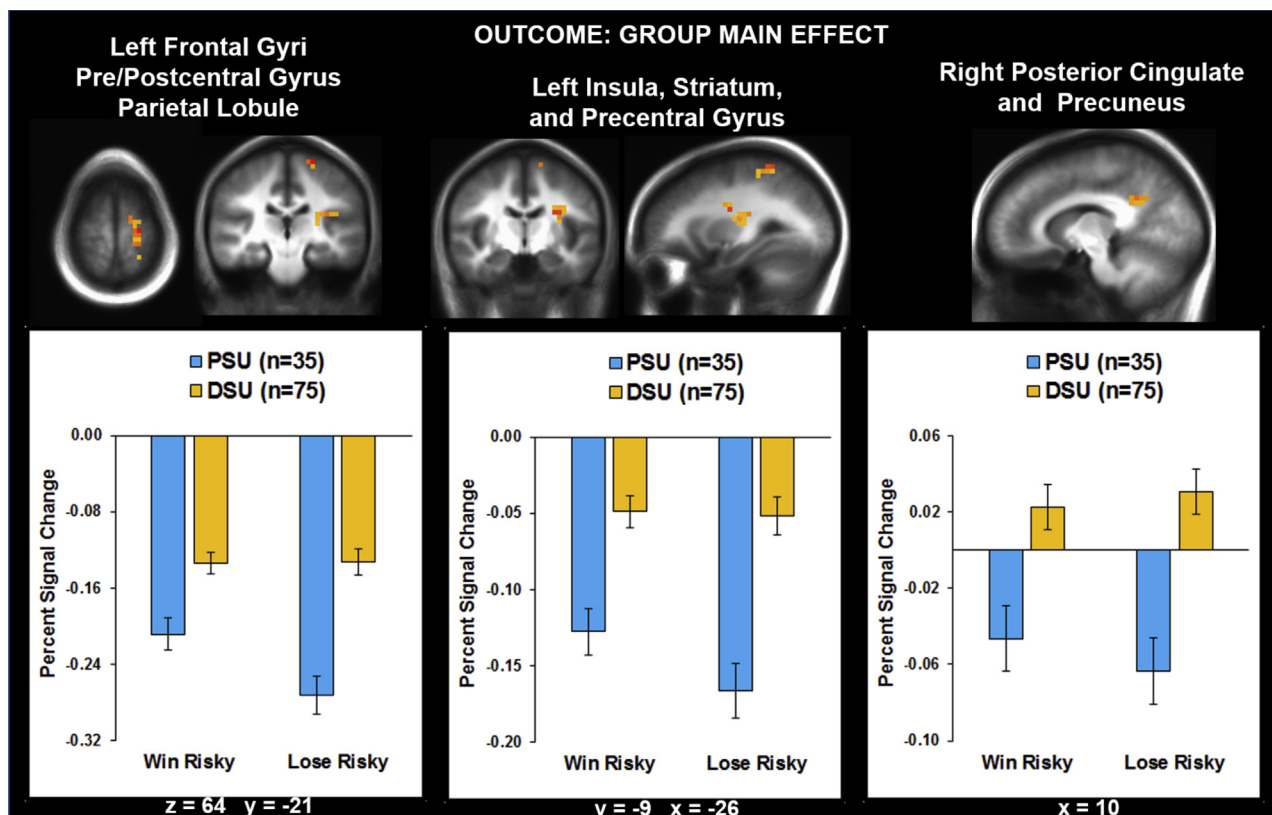 OUTCOME: GROUP MAIN EFFECT
Left Frontal Gyri
Pre/Postcentral Gyrus
Parietal Lobule
Left Insula, Striatum,
and Precentral Gyrus
Right Posterior Cingulate
and Precuneus
PSU (n=35)
DSU (n=75)
Percent Signal Change
0.00
-0.08
-0.16
-0.24
-0.32
Win Risky Lose Risky
z = 64 y = -21
PSU (n=35)
DSU (n=75)
Percent Signal Change
0.00
-0.05
-0.10
-0.15
-0.20
Win Risky Lose Risky
y = -9 x = -26
PSU (n=35)
DSU (n=75)
Percent Signal Change
0.06
0.02
-0.02
-0.06
-0.10
Win Risky Lose Risky
x = 10